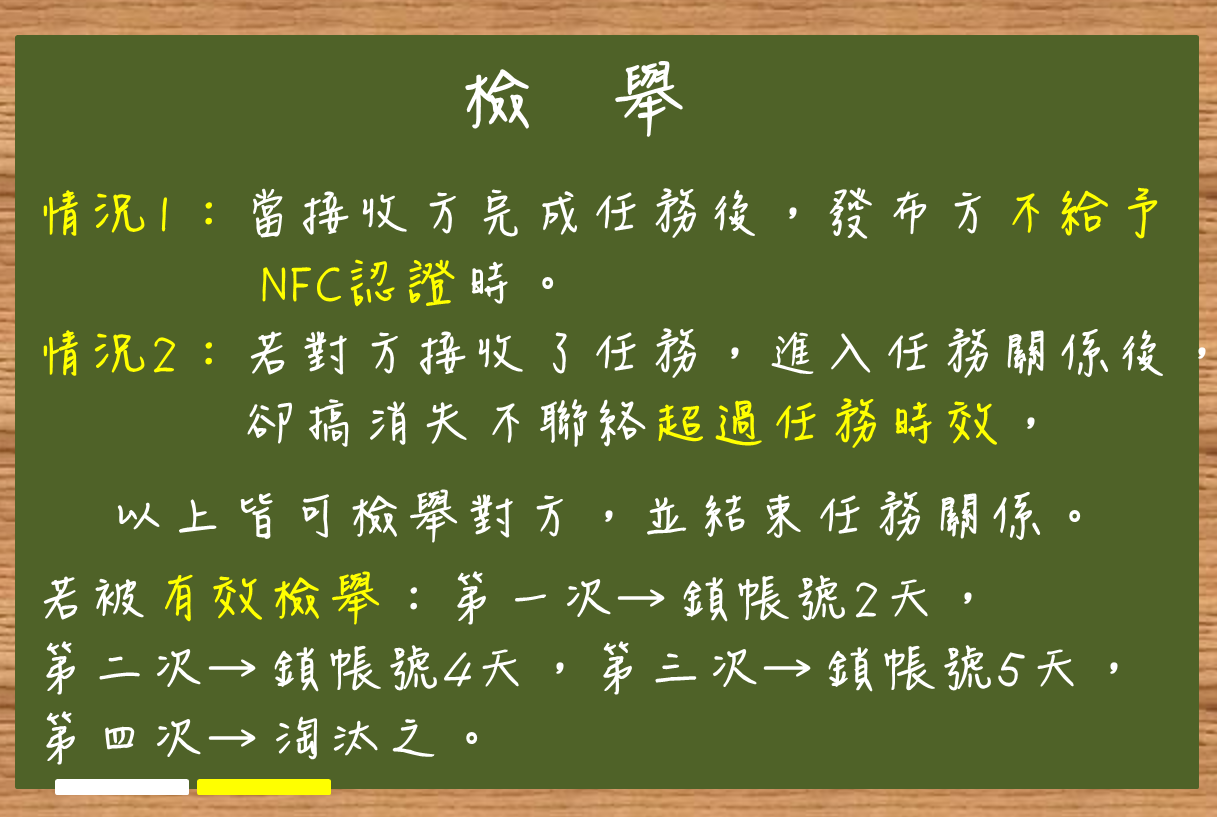 檢 舉
情況1：當接收方完成任務後，發布方不給予
NFC認證時。
情況2：若對方接收了任務，進入任務關係後，
卻搞消失不聯絡超過任務時效，
以上皆可檢舉對方，並結束任務關係。
若被有效檢舉：第一次→鎖帳號2天，
第二次→鎖帳號4天，第三次→鎖帳號5天，
第四次→淘汰之。